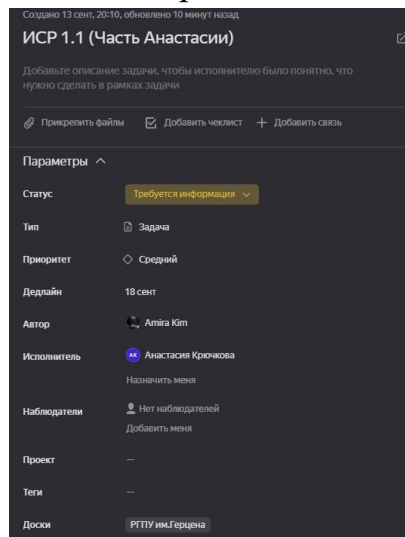 Создано 13 сент, 20:10, обновлено 10 минут назад
ИСР 1.1 (Часть Анастасии)
Добавьте описание задачи, чтобы исполнителю было понятно, что
нужно сделать в рамках задачи
Прикрепить файлы Добавить чеклист Добавить связь
Параметры
Статус Требуется информация
Тип Задача
Приоритет Средний
Дедлайн 18 сент
Автор Amira Kim
Исполнитель АК Анастасия Крючкова
Назначить меня
Наблюдатели Нет наблюдателей
Добавить меня
Проект —
Теги —
Доски РГПУ им.Герцена